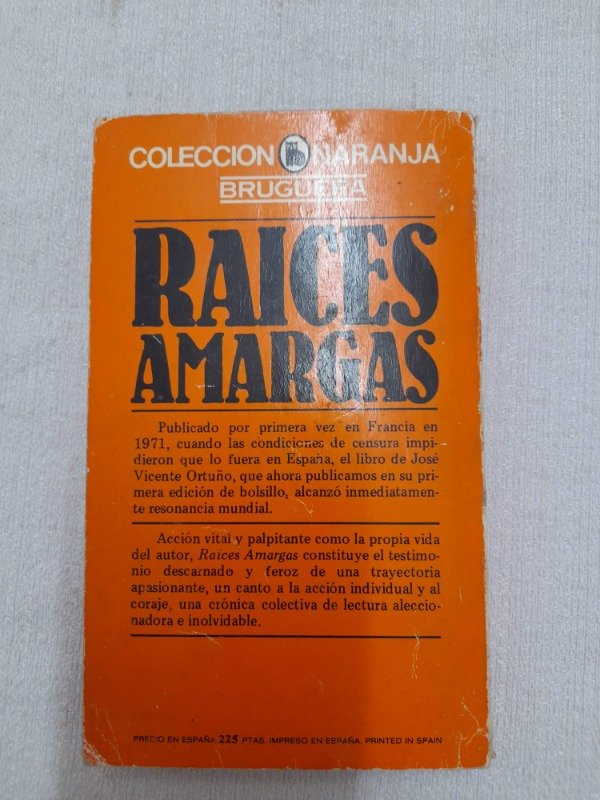 COLECCION NARANJA
BRUGUERA
RAICES
AMARGAS
Publicado por primera vez en Francia en
1971, cuando las condiciones de censura impi-
dieron que lo fuera en España, el libro de José
Vicente Ortuño, que ahora publicamos en su pri-
mera edición de bolsillo, alcanzó inmediatamen-
te resonancia mundial.
Acción vital y palpitante como la propia vida
del autor, Raíces Amargas constituye el testimo-
nio descarnado y feroz de una trayectoria
apasionante, un canto a la acción individual y al
coraje, una crónica colectiva de lectura aleccio-
nadora e inolvidable.
PRECIO EN ESPAÑA 225 PTAS. IMPRESO EN ESPAÑA. PRINTED IN SPAIN